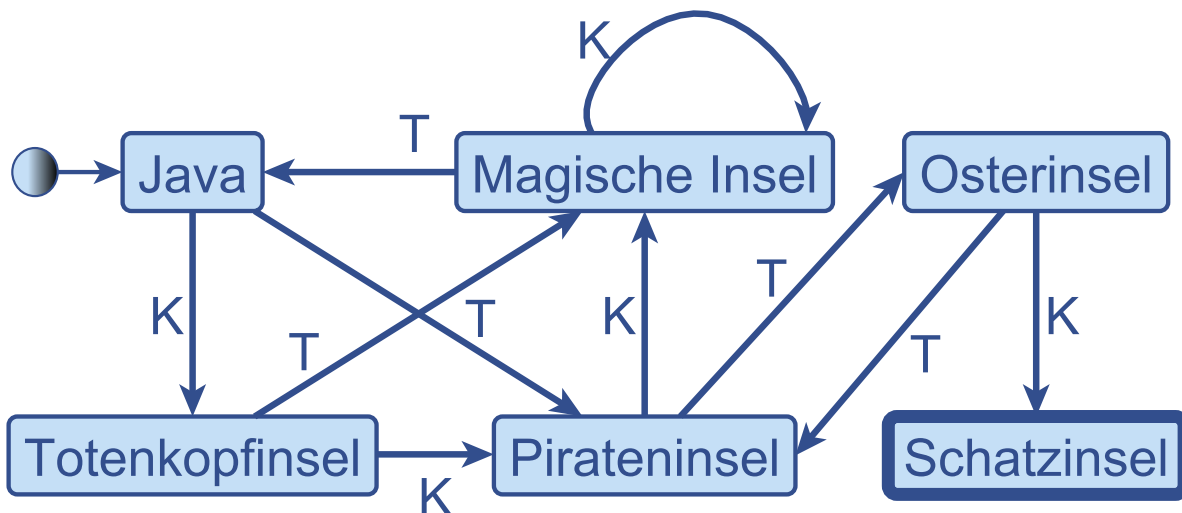 K
T
Java
Magische Insel
Osterinsel
K
T
T
K
T
T
K
Totenkopfinsel
K
Pirateninsel
Schatzinsel